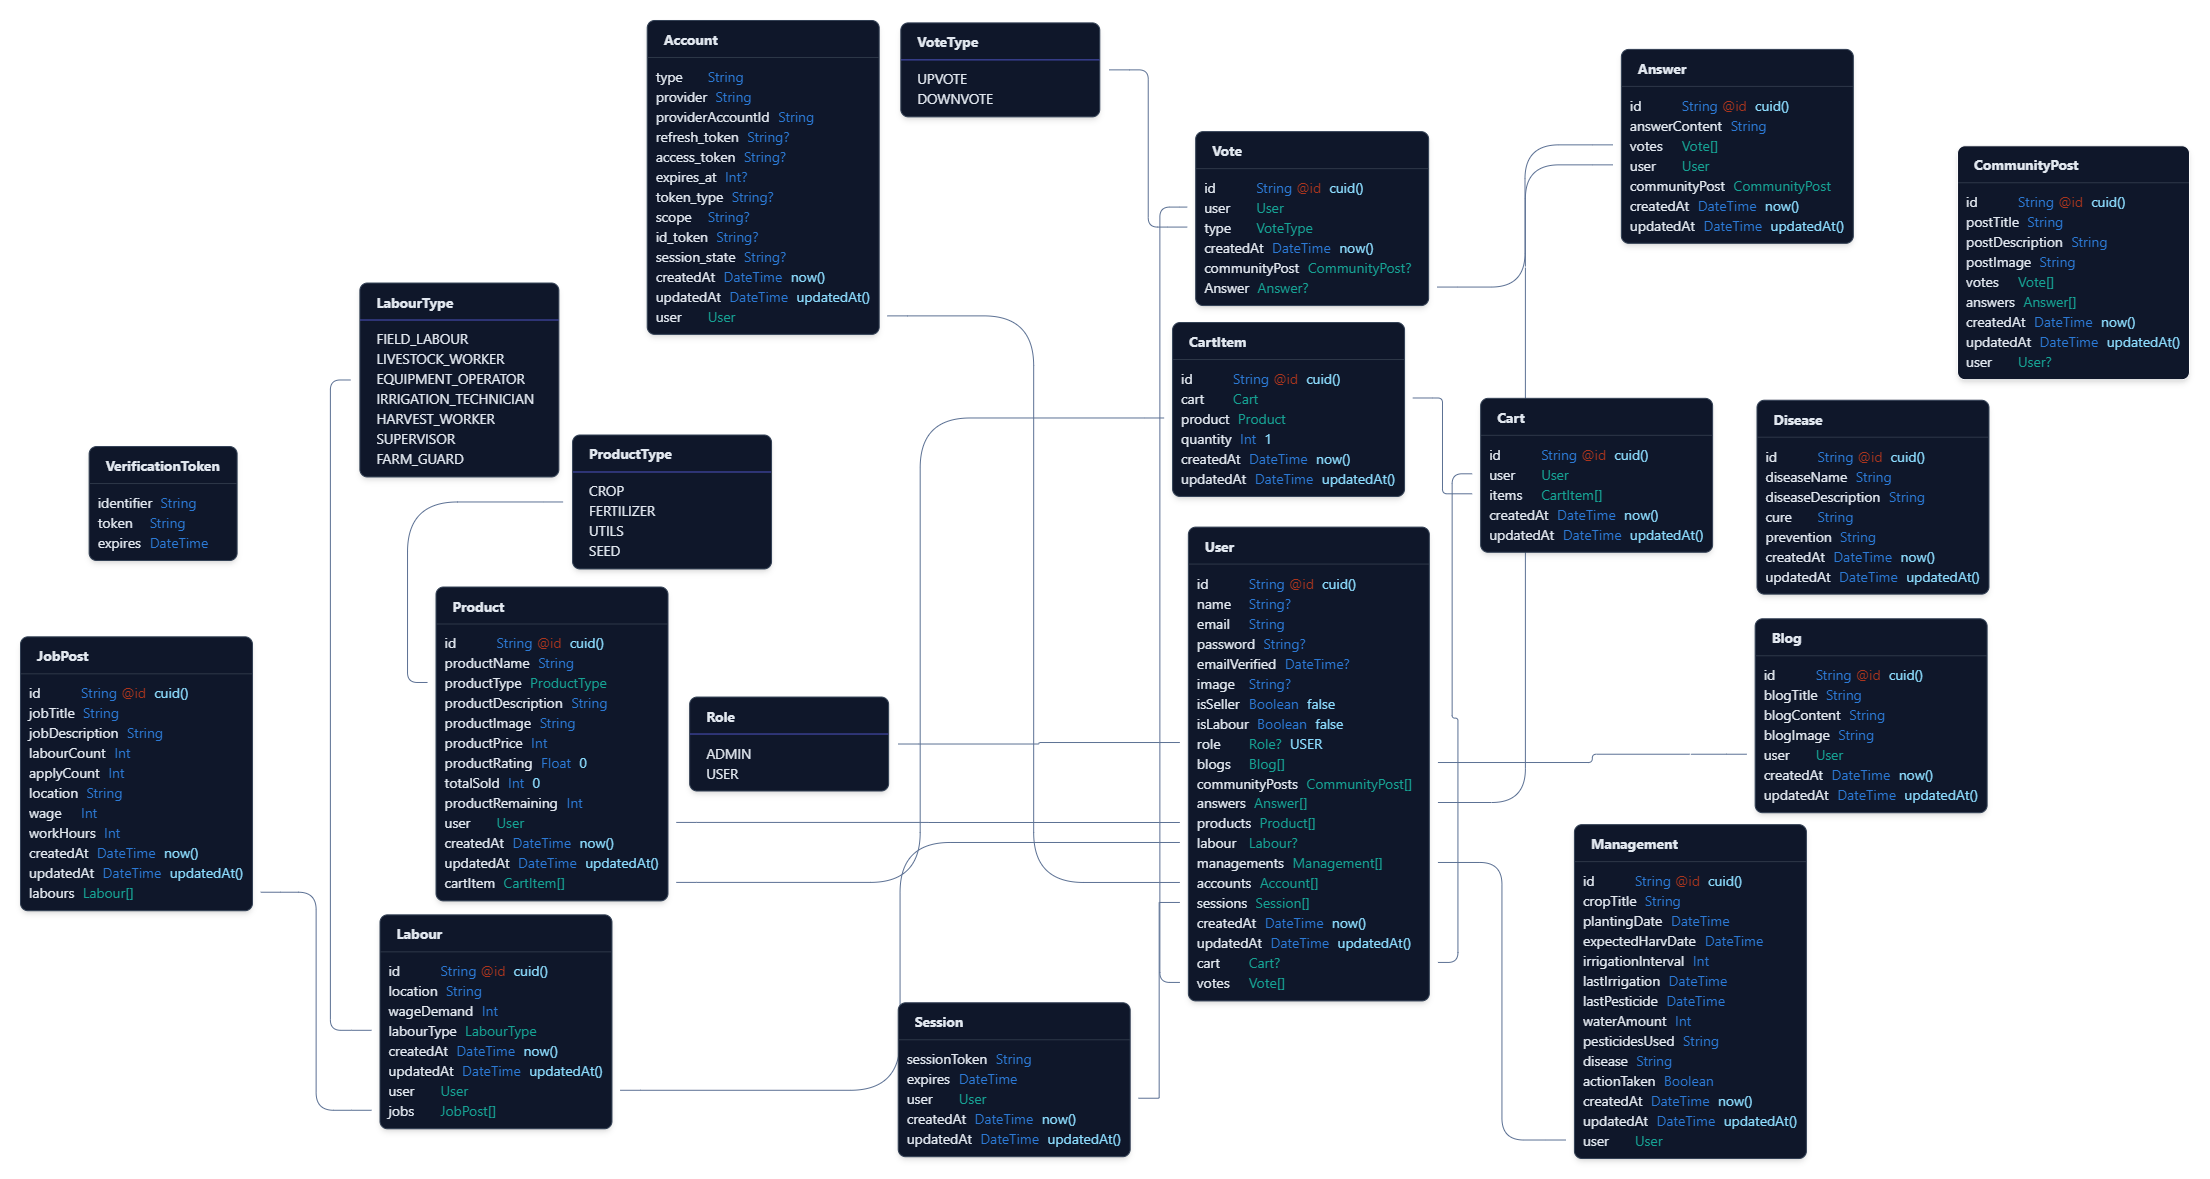 Account
type String
provider String
providerAccountId String
refresh_token String?
access_token String?
expires_at Int?
token_type String?
scope String?
id_token String?
session_state String?
createdAt DateTime now()
updatedAt DateTime updatedAt()
user User
VoteType
UPVOTE
DOWNVOTE
Answer
id String @id cuid()
answerContent String
votes Vote[]
user User
communityPost CommunityPost
createdAt DateTime now()
updatedAt DateTime updatedAt()
Vote
id String @id cuid()
user User
type VoteType
createdAt DateTime now()
communityPost CommunityPost?
Answer Answer?
CommunityPost
id String @id cuid()
postTitle String
postDescription String
postImage String
votes Vote[]
answers Answer[]
createdAt DateTime now()
updatedAt DateTime updatedAt()
user User?
LabourType
FIELD_LABOUR
LIVESTOCK_WORKER
EQUIPMENT_OPERATOR
IRRIGATION_TECHNICIAN
HARVEST_WORKER
SUPERVISOR
FARM_GUARD
CartItem
id String @id cuid()
cart Cart
product Product
quantity Int 1
createdAt DateTime now()
updatedAt DateTime updatedAt()
Cart
id String @id cuid()
user User
items CartItem[]
createdAt DateTime now()
updatedAt DateTime updatedAt()
Disease
id String @id cuid()
diseaseName String
diseaseDescription String
cure String
prevention String
createdAt DateTime now()
updatedAt DateTime updatedAt()
VerificationToken
identifier String
token String
expires DateTime
ProductType
CROP
FERTILIZER
UTILS
SEED
User
id String @id cuid()
name String?
email String
password String?
emailVerified DateTime?
image String?
isSeller Boolean false
isLabour Boolean false
role Role? USER
blogs Blog[]
communityPosts CommunityPost[]
answers Answer[]
products Product[]
labour Labour?
managements Management[]
accounts Account[]
sessions Session[]
createdAt DateTime now()
updatedAt DateTime updatedAt()
cart Cart?
votes Vote[]
Product
id String @id cuid()
productName String
productType ProductType
productDescription String
productImage String
productPrice Int
productRating Float 0
totalSold Int 0
productRemaining Int
user User
createdAt DateTime now()
updatedAt DateTime updatedAt()
cartItem CartItem[]
Blog
id String @id cuid()
blogTitle String
blogContent String
blogImage String
user User
createdAt DateTime now()
updatedAt DateTime updatedAt()
JobPost
id String @id cuid()
jobTitle String
jobDescription String
labourCount Int
applyCount Int
location String
wage Int
workHours Int
createdAt DateTime now()
updatedAt DateTime updatedAt()
labours Labour[]
Role
ADMIN
USER
Management
id String @id cuid()
cropTitle String
plantingDate DateTime
expectedHarvDate DateTime
irrigationInterval Int
lastIrrigation DateTime
lastPesticide DateTime
waterAmount Int
pesticidesUsed String
disease String
actionTaken Boolean
createdAt DateTime now()
updatedAt DateTime updatedAt()
user User
Labour
id String @id cuid()
location String
wageDemand Int
labourType LabourType
createdAt DateTime now()
updatedAt DateTime updatedAt()
user User
jobs JobPost[]
Session
sessionToken String
expires DateTime
user User
createdAt DateTime now()
updatedAt DateTime updatedAt()